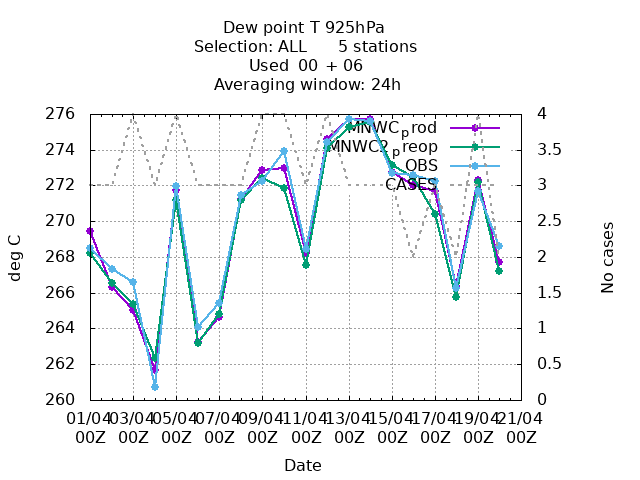 Dew point T 925hPa
Selection: ALL 5 stations
Used 00 + 06
Averaging window: 24h
276 4
274 3.5
272 3
270 2.5
268 2
266 1.5
264 1
262 0.5
260 0
MNWC_prod
MNWC2_preop
OBS
CASES
deg C
No cases
01/04 03/04 05/04 07/04 09/04 11/04 13/04 15/04 17/04 19/04 21/04
00Z 00Z 00Z 00Z 00Z 00Z 00Z 00Z 00Z 00Z 00Z
Date